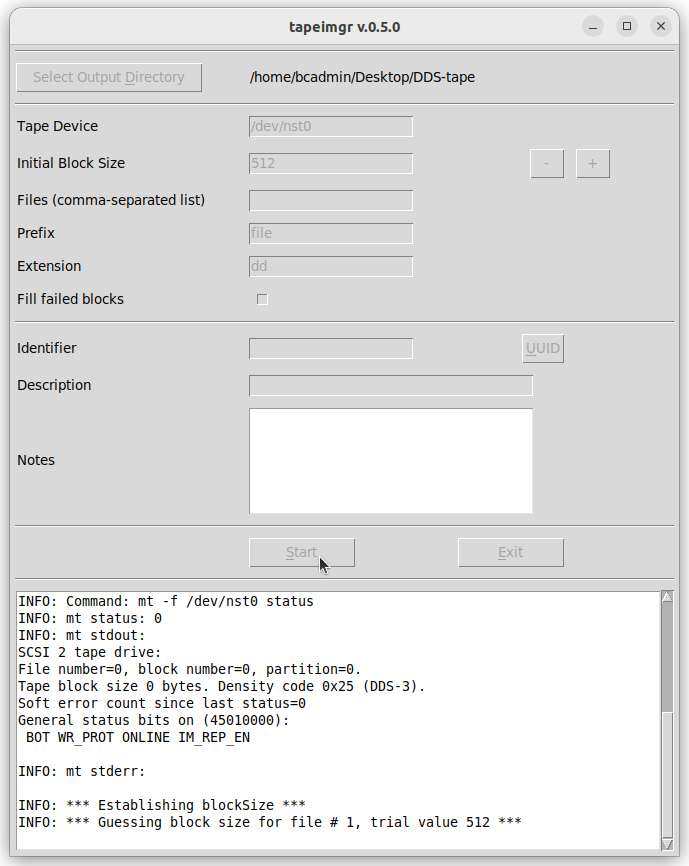 tapeimgr v.0.5.0
Select Output Directory /home/bcadmin/Desktop/DDS-tape
Tape Device /dev/nst0
Initial Block Size 512 - +
Files (comma-separated list)
Prefix file
Extension dd
Fill failed blocks
Identifier UUID
Description
Notes
Start Exit
INFO: Command: mt -f /dev/nst0 status
INFO: mt status: 0
INFO: mt stdout:
SCSI 2 tape drive:
File number=0, block number=0, partition=0.
Tape block size 0 bytes. Density code 0x25 (DDS-3).
Soft error count since last status=0
General status bits on (45010000):
BOT WR_PROT ONLINE IM_REP_EN
INFO: mt stderr:
INFO: *** Establishing blockSize ***
INFO: *** Guessing block size for file # 1, trial value 512 ***